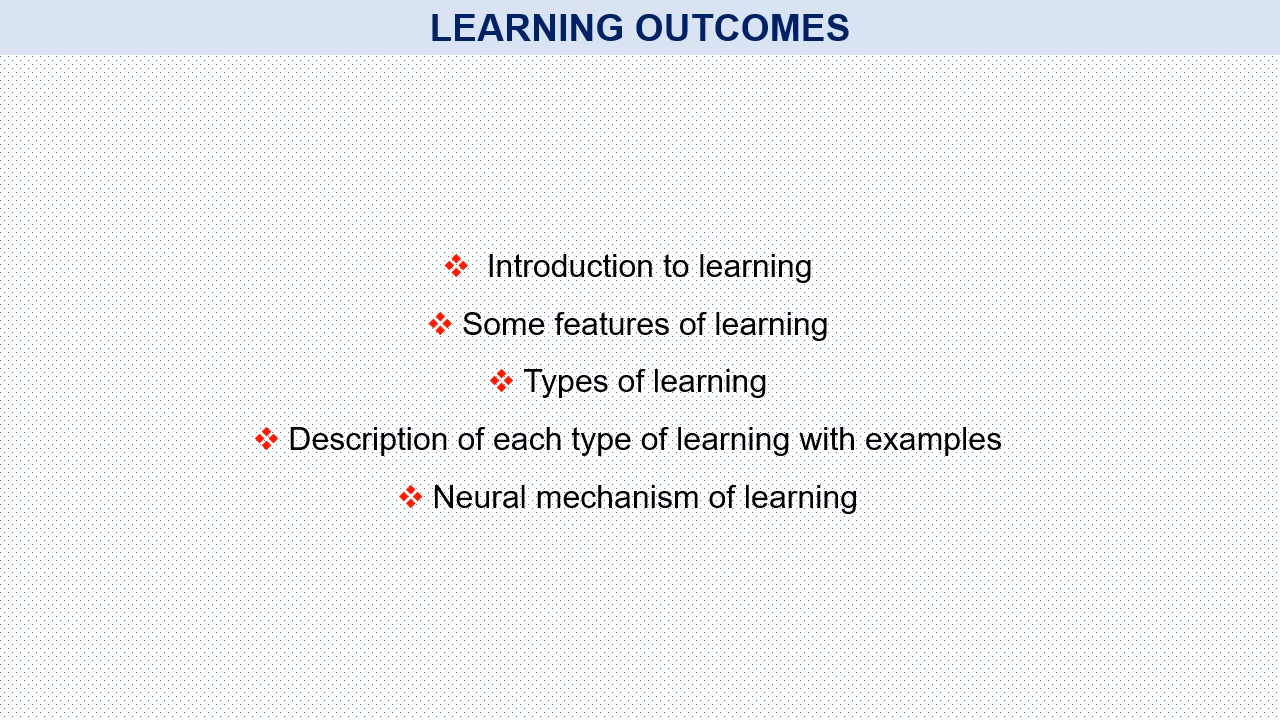 LEARNING OUTCOMES
❖ Introduction to learning
❖ Some features of learning
❖ Types of learning
❖ Description of each type of learning with examples
❖ Neural mechanism of learning